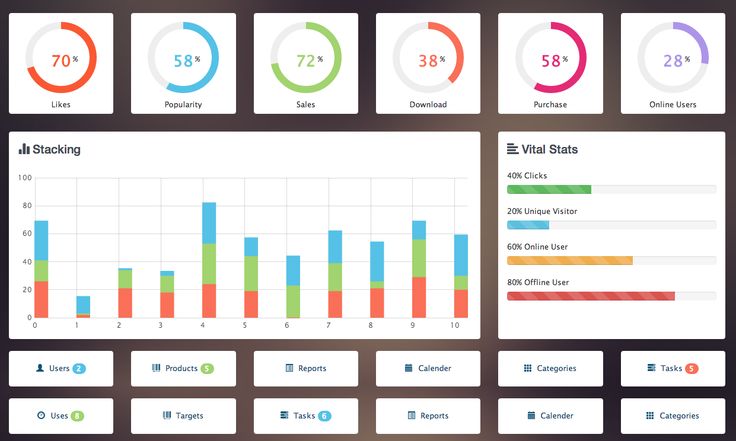 70 %
Likes
58 %
Popularity
72 %
Sales
38 %
Download
58 %
Purchase
28 %
Online Users
Stacking
100
80
60
40
20
0
0 1 2 3 4 5 6 7 8 9 10
Vital Stats
40% Clicks
20% Unique Visitor
60% Online User
80% Offline User
Users 2
Products 5
Reports
Calender
Categories
Tasks 5
Uses 8
Targets
Tasks 6
Reports
Calender
Categories